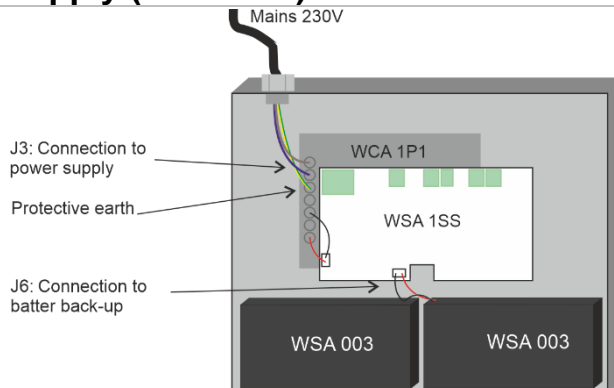 Mains 230V
J3: Connection to
power supply
WCA 1P1
Protective earth
WSA 1SS
J6: Connection to
batter back-up
WSA 003
WSA 003